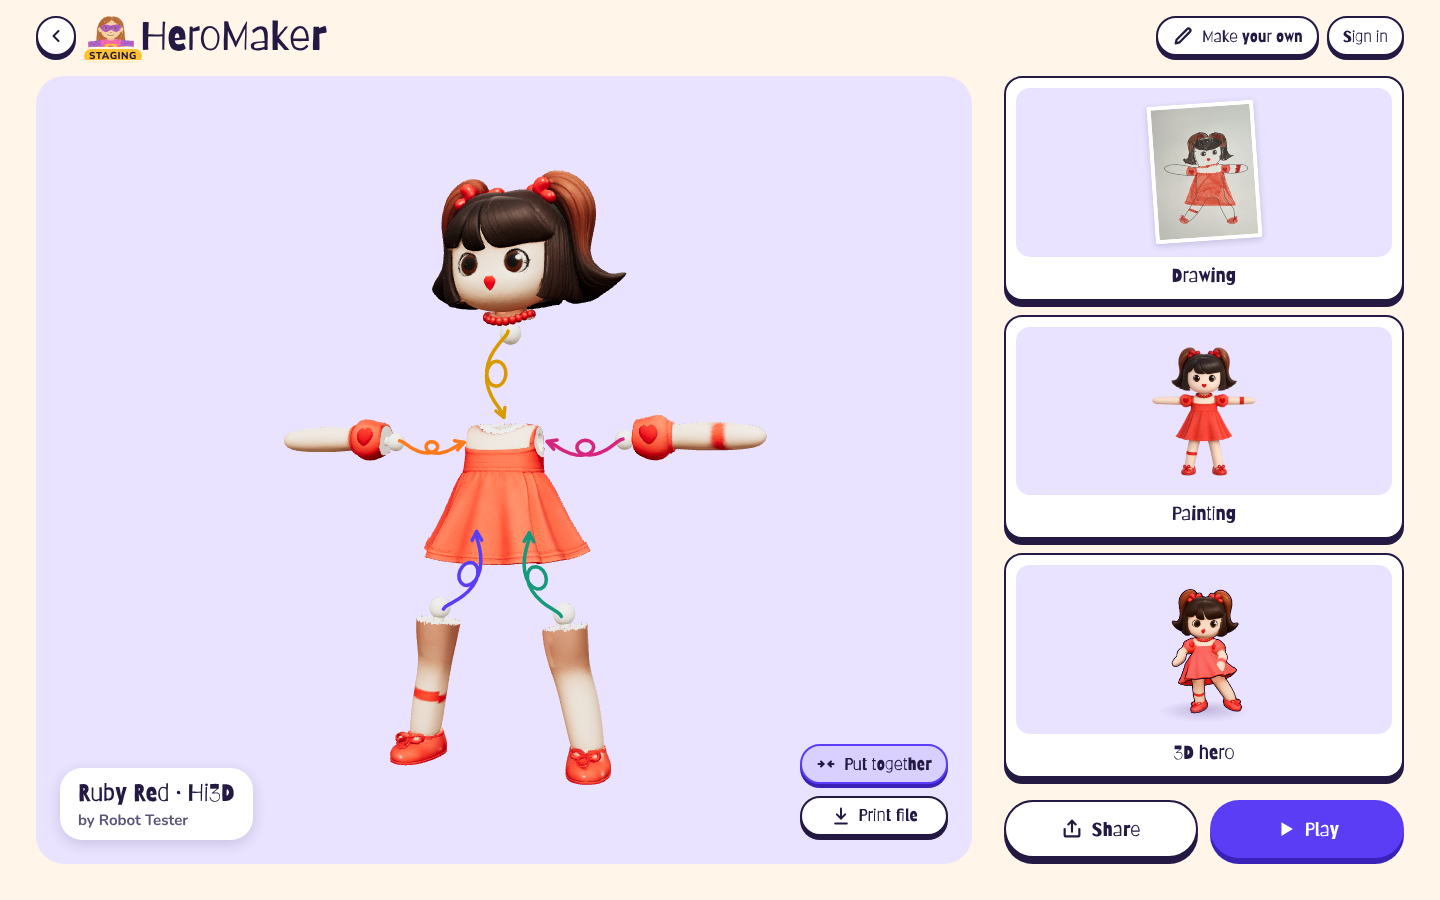 HeroMaker
STAGING
Make your own
Sign in
Drawing
Painting
3D hero
Put together
Print file
Ruby Red · Hi3D
by Robot Tester
Share
Play